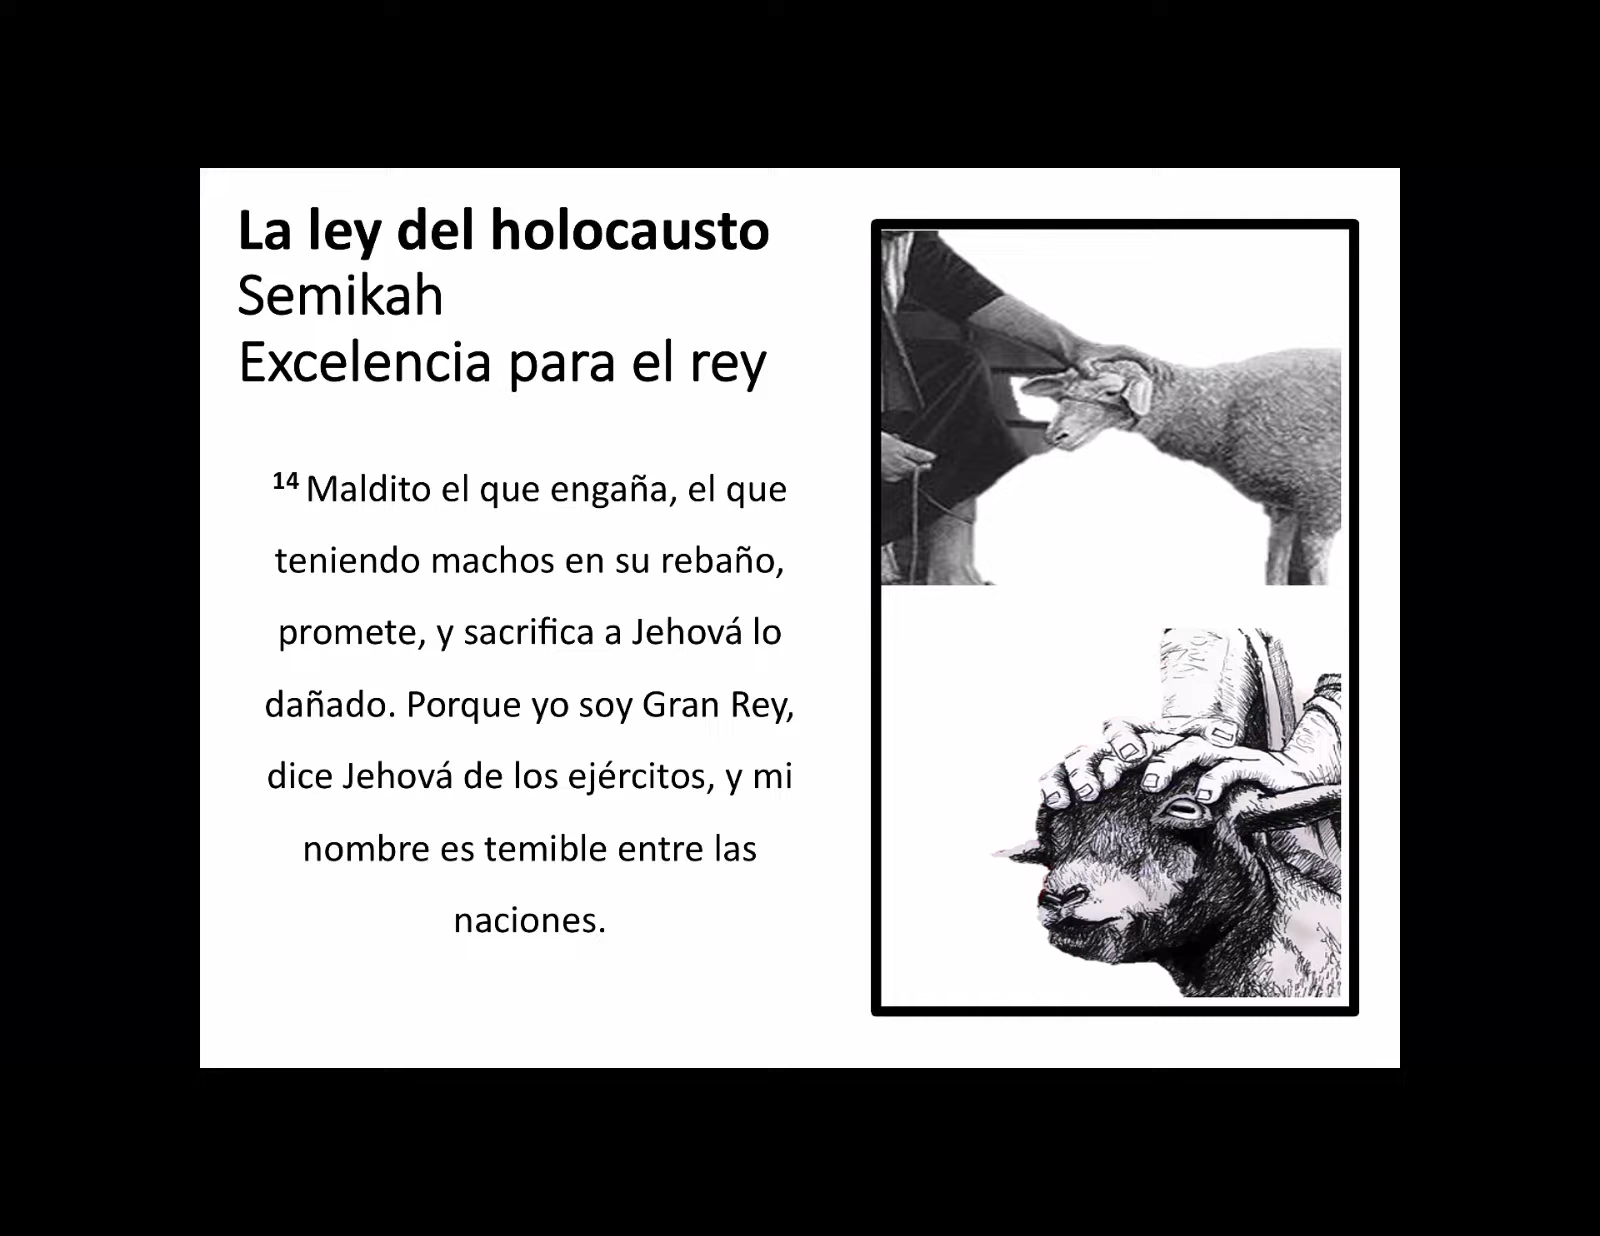 La ley del holocausto
Semikah
Excelencia para el rey
14 Maldito el que engaña, el que
teniendo machos en su rebaño,
promete, y sacrifica a Jehová lo
dañado. Porque yo soy Gran Rey,
dice Jehová de los ejércitos, y mi
nombre es temible entre las
naciones.